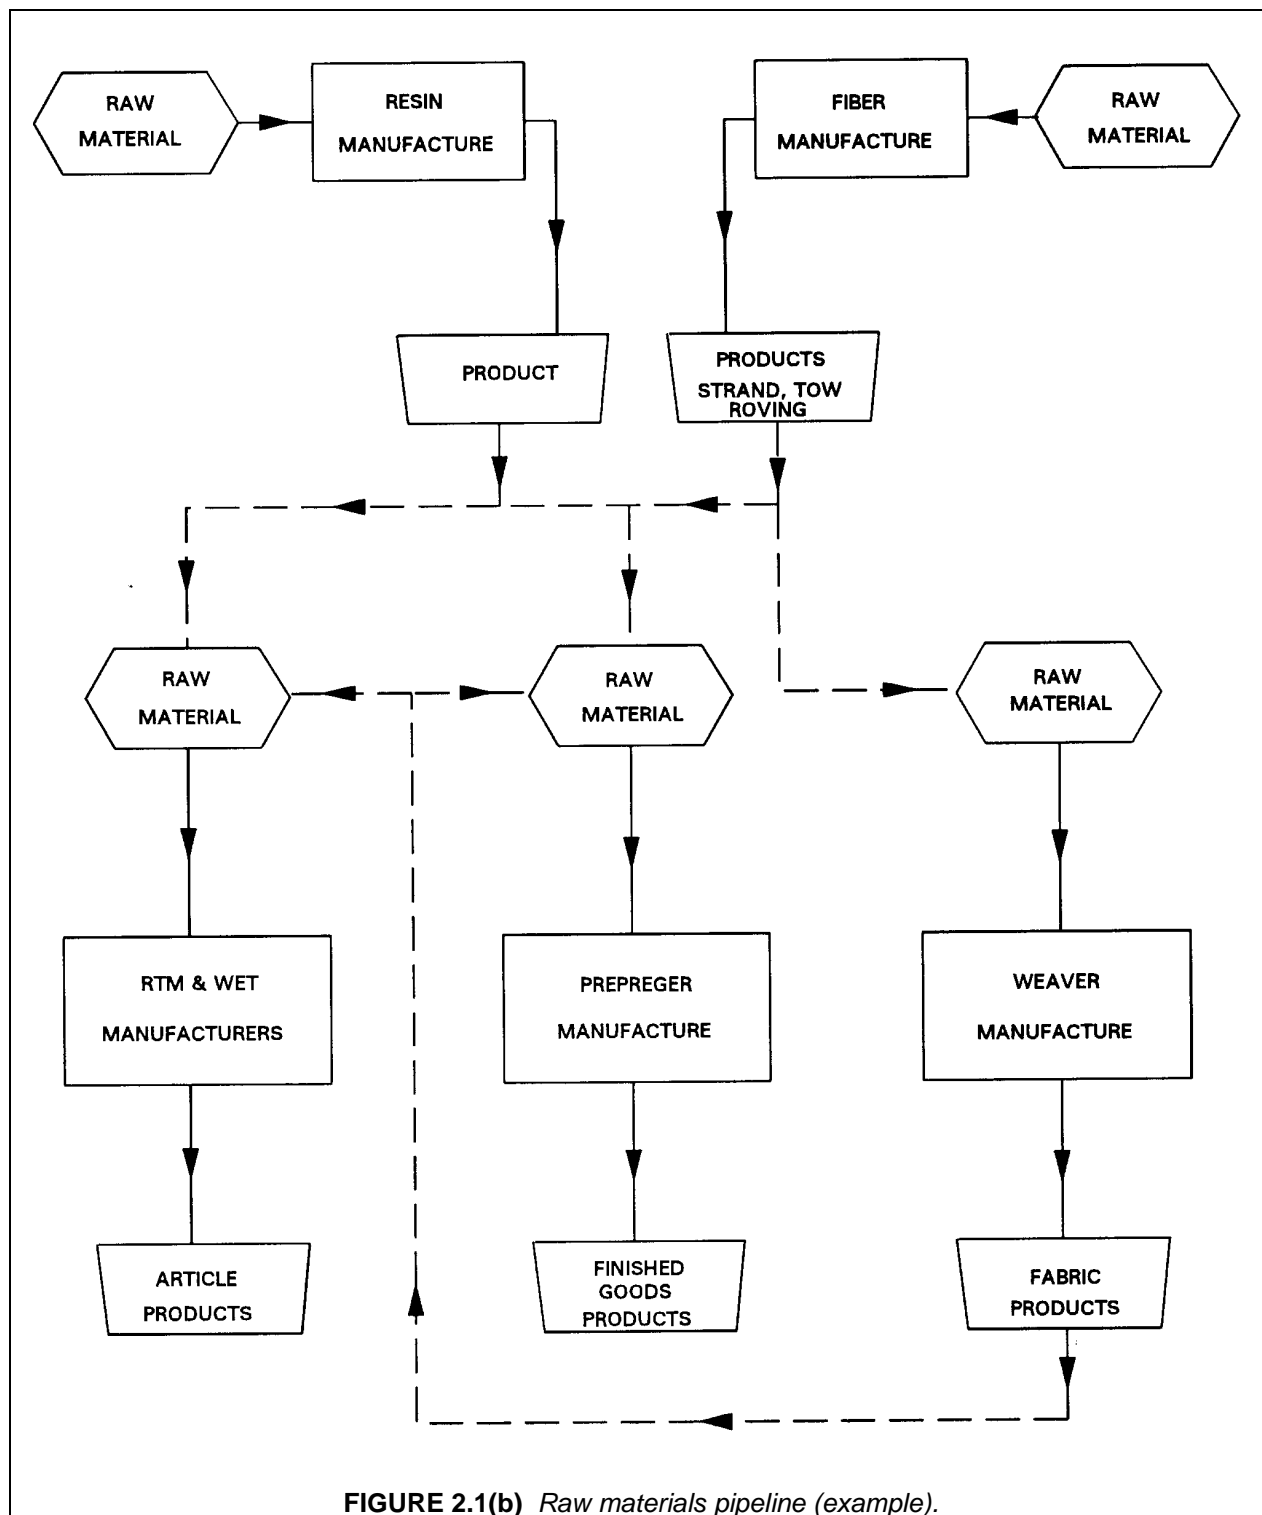 RAW
MATERIAL
RESIN
MANUFACTURE
FIBER
MANUFACTURE
RAW
MATERIAL
PRODUCT
PRODUCTS
STRAND, TOW
ROVING
RAW
MATERIAL
RAW
MATERIAL
RAW
MATERIAL
RTM & WET
MANUFACTURERS
PREPREGER
MANUFACTURE
WEAVER
MANUFACTURE
ARTICLE
PRODUCTS
FINISHED
GOODS
PRODUCTS
FABRIC
PRODUCTS
FIGURE 2.1(b) Raw materials pipeline (example).